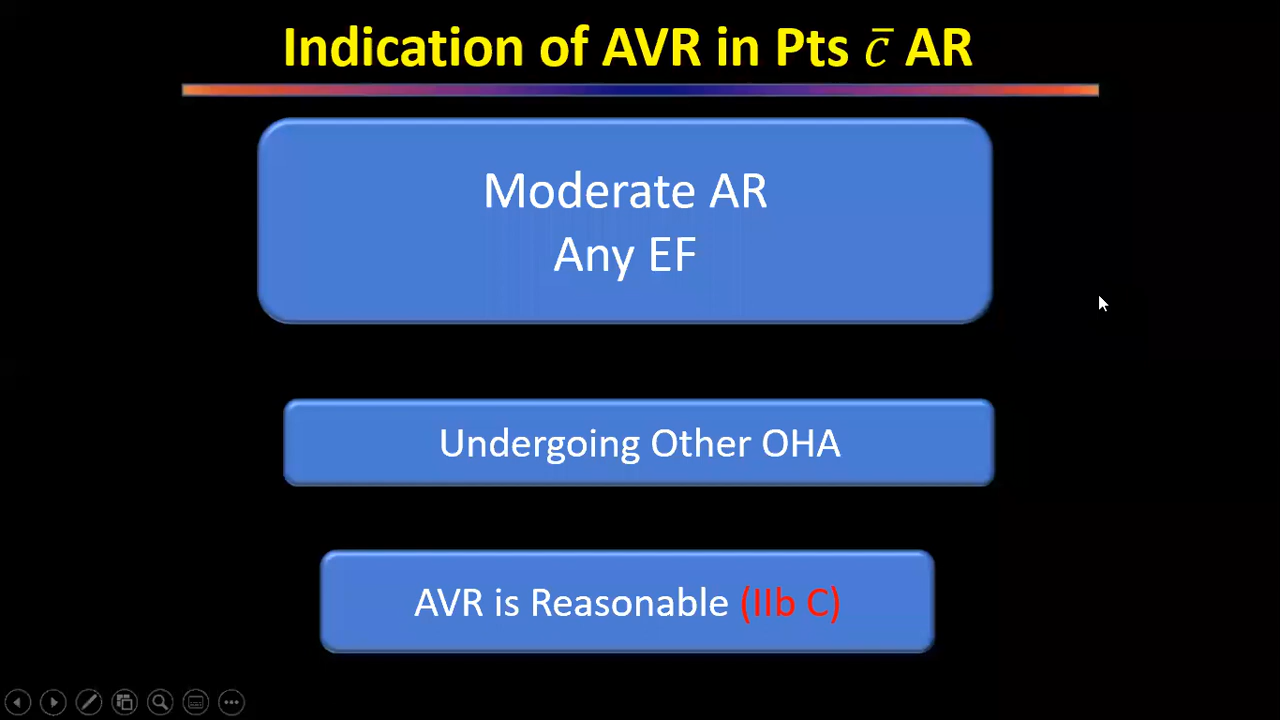 Indication of AVR in Pts c̄ AR
Moderate AR
Any EF
Undergoing Other OHA
AVR is Reasonable (IIb C)